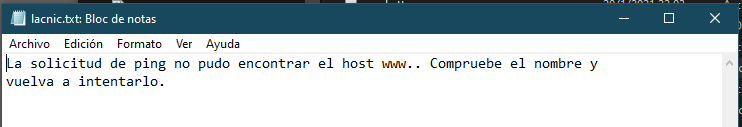 lacnic.txt: Bloc de notas
Archivo Edición Formato Ver Ayuda
La solicitud de ping no pudo encontrar el host www.. Compruebe el nombre y
vuelva a intentarlo.